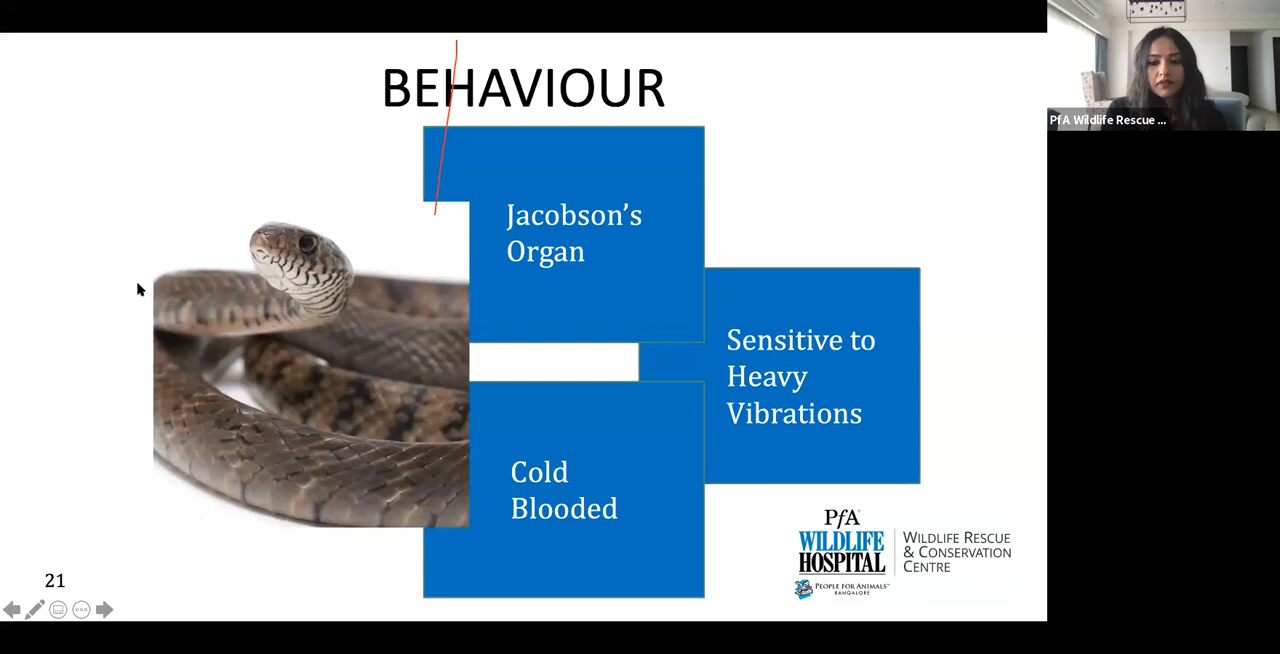 BEHAVIOUR
Jacobson's
Organ
Sensitive to
Heavy
Vibrations
Cold
Blooded
PfA
WILDLIFE
HOSPITAL
PEOPLE FOR ANIMALS
BANGALORE
WILDLIFE RESCUE
& CONSERVATION
CENTRE
21
PfA Wildlife Rescue ...